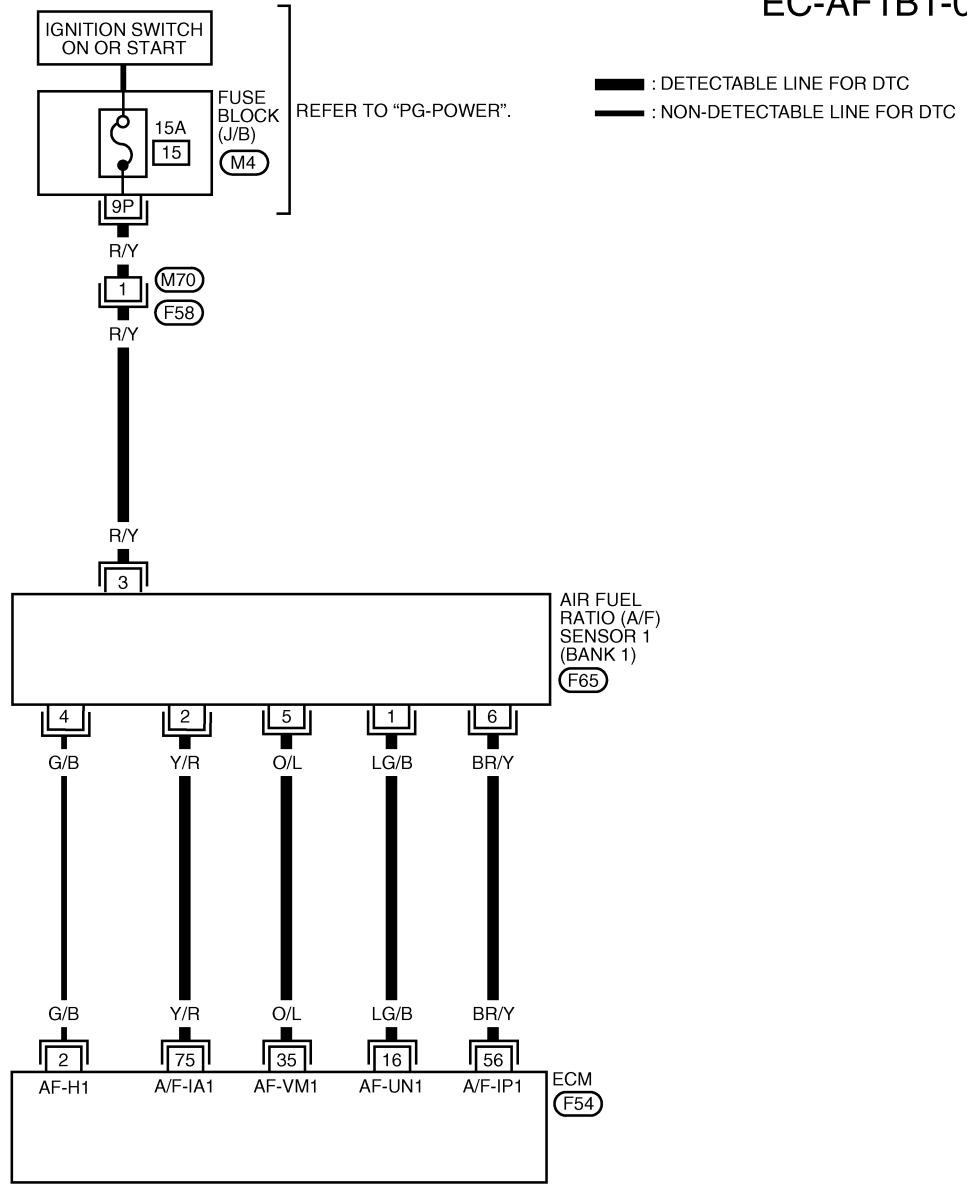 EC-AF1B1-0
IGNITION SWITCH
ON OR START
FUSE
BLOCK
(J/B)
M4
15A
15
REFER TO “PG-POWER”.
: DETECTABLE LINE FOR DTC
: NON-DETECTABLE LINE FOR DTC
9P
R/Y
1
M70
F58
R/Y
R/Y
3
AIR FUEL
RATIO (A/F)
SENSOR 1
(BANK 1)
F65
4 2 5 1 6
G/B Y/R O/L LG/B BR/Y
G/B Y/R O/L LG/B BR/Y
2 75 35 16 56
AF-H1 A/F-IA1 AF-VM1 AF-UN1 A/F-IP1
ECM
F54